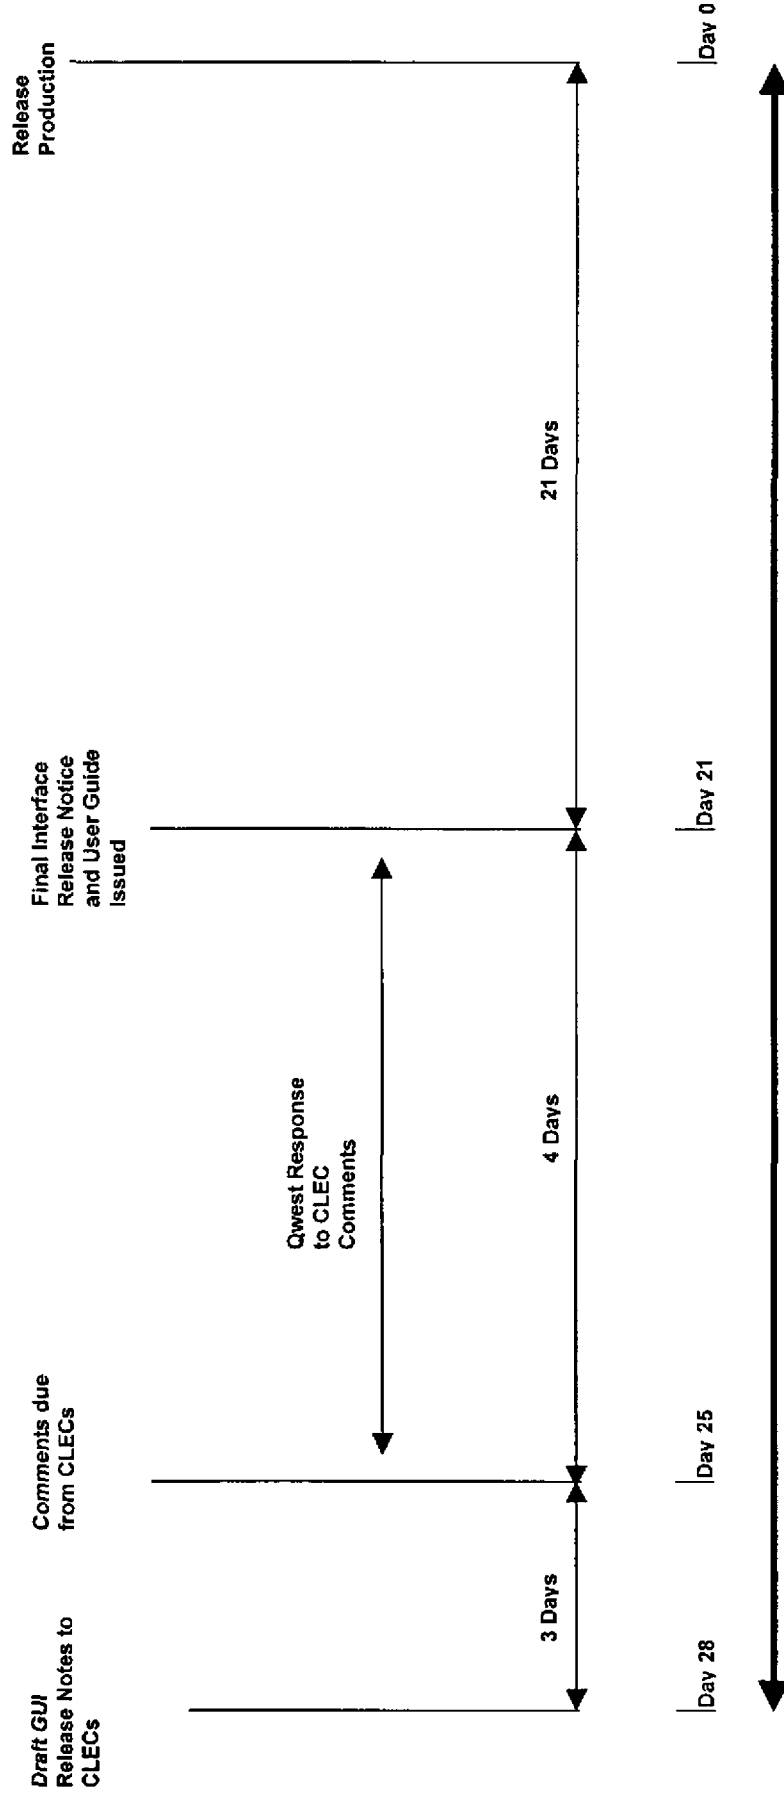 Draft GUI
Release Notes to
CLECs
Comments due
from CLECs
Final Interface
Release Notice
and User Guide
Issued
Release
Production
Qwest Response
to CLEC
Comments
3 Days
4 Days
21 Days
Day 28
Day 25
Day 21
Day 0